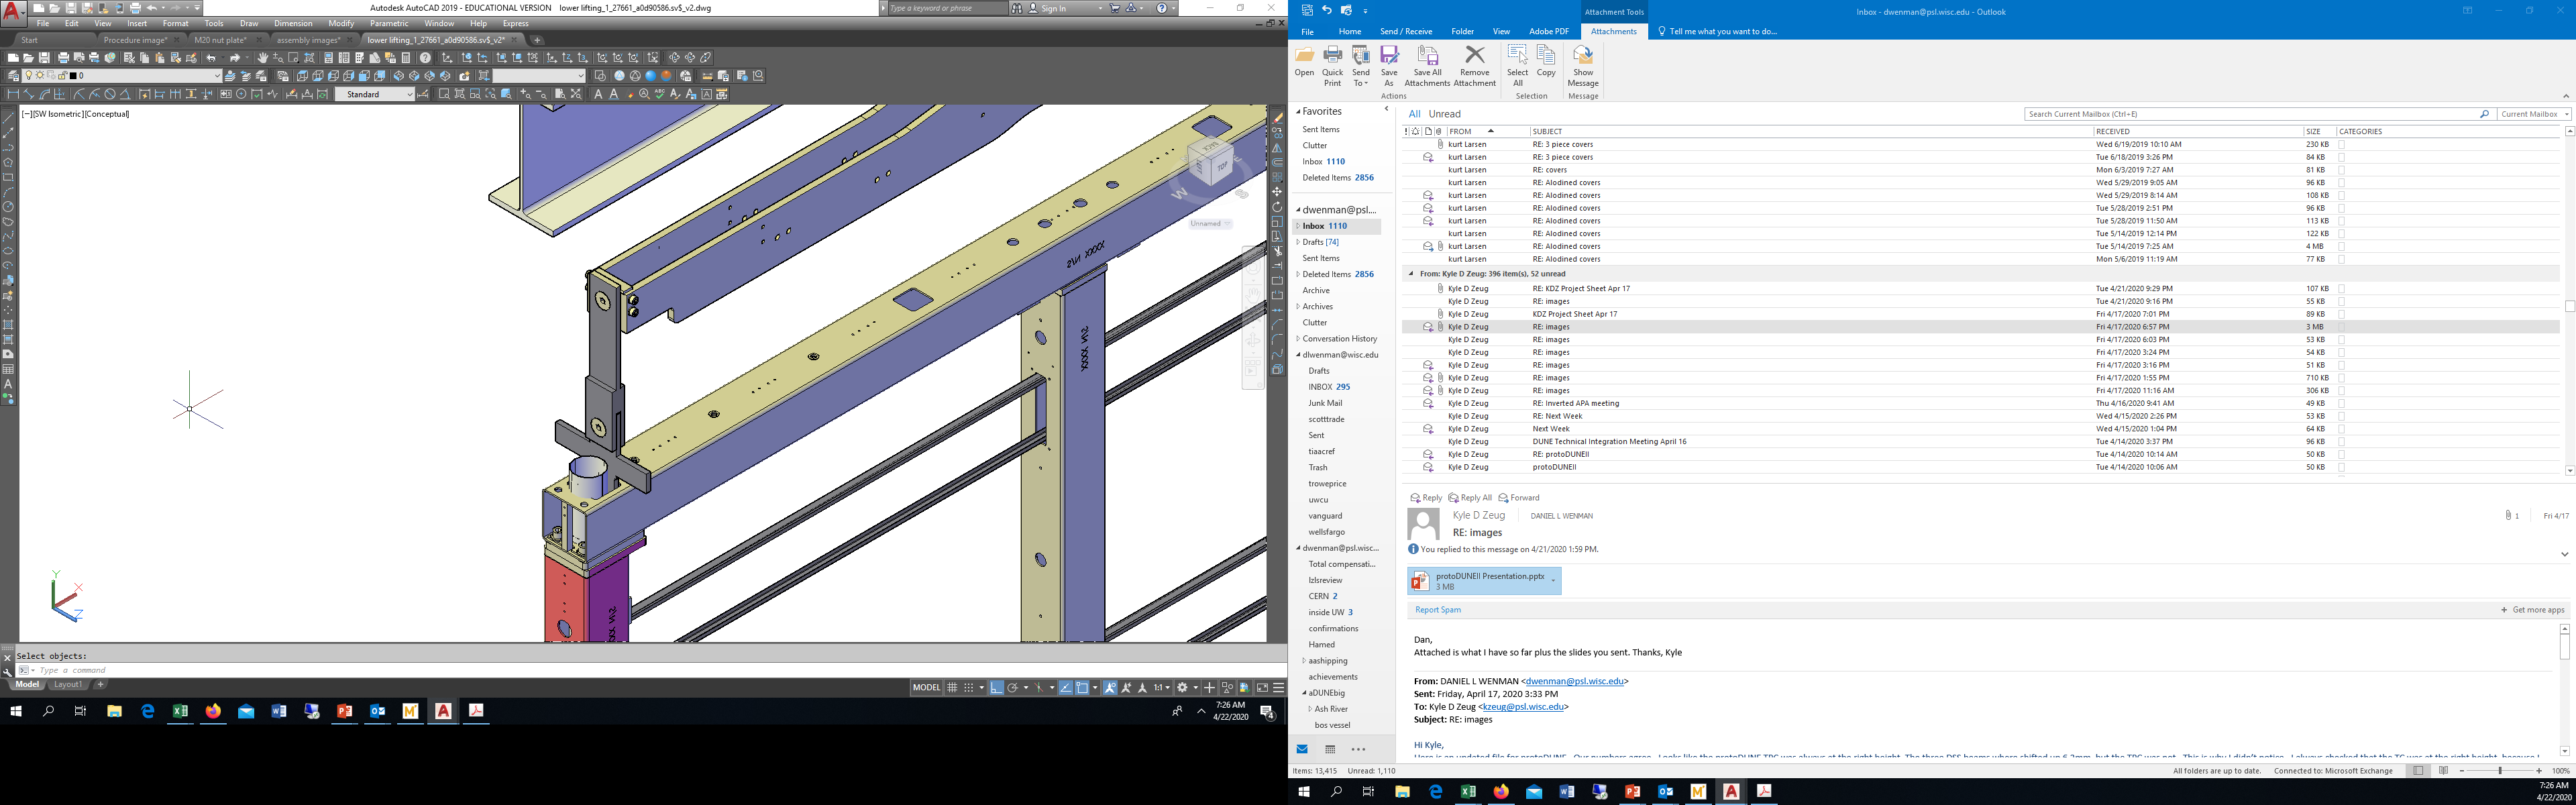 Autodesk AutoCAD 2019 - EDUCATIONAL VERSION lower lifting_1_27661_a0d90586.sv$_v2.dwg
Type a keyword or phrase
Sign In
File Edit View Insert Format Tools Draw Dimension Modify Parametric Window Help Express
Start
Procedure image*
M20 nut plate*
assembly images*
lower lifting_1_27661_a0d90586.sv$_v2*
0
Standard
[−][SW Isometric][Conceptual]
TOP
W
Unnamed
S\N XXXX
S\N XXXX
Y
X
Z
Select objects:
Type a command
Model Layout1 +
MODEL
1:1
7:26 AM
4/22/2020
Attachment Tools
Inbox - dwenman@psl.wisc.edu - Outlook
File Home Send / Receive Folder View Adobe PDF Attachments Tell me what you want to do...
Open
Quick Print
Send To
Save As
Save All Attachments
Remove Attachment
Select All
Copy
Show Message
Actions
Selection
Message
Favorites
Sent Items
Clutter
Inbox 1110
Deleted Items 2856
dwenman@psl....
Inbox 1110
Drafts [74]
Sent Items
Deleted Items 2856
Archive
Archives
Clutter
Conversation History
dlwenman@wisc.edu
Drafts
INBOX 295
Junk Mail
scotttrade
Sent
tiaacref
Trash
troweprice
uwcu
vanguard
wellsfargo
dwenman@psl.wisc...
Total compensati...
lzlsreview
CERN 2
inside UW 3
confirmations
Hamed
aashipping
achievements
aDUNEbig
Ash River
bos vessel
All Unread
Search Current Mailbox (Ctrl+E)
Current Mailbox
FROM SUBJECT RECEIVED SIZE CATEGORIES
kurt Larsen RE: 3 piece covers Wed 6/19/2019 10:10 AM 230 KB
kurt Larsen RE: 3 piece covers Tue 6/18/2019 3:26 PM 84 KB
kurt Larsen RE: covers Mon 6/3/2019 7:27 AM 81 KB
kurt Larsen RE: Alodined covers Wed 5/29/2019 9:05 AM 96 KB
kurt Larsen RE: Alodined covers Wed 5/29/2019 8:14 AM 108 KB
kurt Larsen RE: Alodined covers Tue 5/28/2019 2:51 PM 96 KB
kurt Larsen RE: Alodined covers Tue 5/28/2019 11:50 AM 113 KB
kurt Larsen RE: Alodined covers Tue 5/14/2019 12:14 PM 122 KB
kurt Larsen RE: Alodined covers Tue 5/14/2019 7:25 AM 4 MB
kurt Larsen RE: Alodined covers Mon 5/6/2019 11:19 AM 77 KB
From: Kyle D Zeug: 396 item(s), 52 unread
Kyle D Zeug RE: KDZ Project Sheet Apr 17 Tue 4/21/2020 9:29 PM 107 KB
Kyle D Zeug RE: images Tue 4/21/2020 9:16 PM 55 KB
Kyle D Zeug KDZ Project Sheet Apr 17 Fri 4/17/2020 7:01 PM 89 KB
Kyle D Zeug RE: images Fri 4/17/2020 6:57 PM 3 MB
Kyle D Zeug RE: images Fri 4/17/2020 6:03 PM 53 KB
Kyle D Zeug RE: images Fri 4/17/2020 3:24 PM 54 KB
Kyle D Zeug RE: images Fri 4/17/2020 3:16 PM 51 KB
Kyle D Zeug RE: images Fri 4/17/2020 1:55 PM 710 KB
Kyle D Zeug RE: images Fri 4/17/2020 11:16 AM 306 KB
Kyle D Zeug RE: Inverted APA meeting Thu 4/16/2020 9:41 AM 49 KB
Kyle D Zeug RE: Next Week Wed 4/15/2020 2:26 PM 53 KB
Kyle D Zeug Next Week Wed 4/15/2020 1:04 PM 64 KB
Kyle D Zeug DUNE Technical Integration Meeting April 16 Tue 4/14/2020 3:37 PM 96 KB
Kyle D Zeug RE: protoDUNEII Tue 4/14/2020 10:14 AM 50 KB
Kyle D Zeug protoDUNEII Tue 4/14/2020 10:06 AM 50 KB
Reply Reply All Forward
Kyle D Zeug DANIEL L WENMAN 1 Fri 4/17
RE: images
You replied to this message on 4/21/2020 1:59 PM.
protoDUNEII Presentation.pptx
3 MB
Report Spam + Get more apps
Dan,
Attached is what I have so far plus the slides you sent. Thanks, Kyle
From: DANIEL L WENMAN <dwenman@psl.wisc.edu>
Sent: Friday, April 17, 2020 3:33 PM
To: Kyle D Zeug <kzeug@psl.wisc.edu>
Subject: RE: images
Hi Kyle,
Items: 13,415 Unread: 1,110
All folders are up to date. Connected to: Microsoft Exchange 100%
7:26 AM
4/22/2020